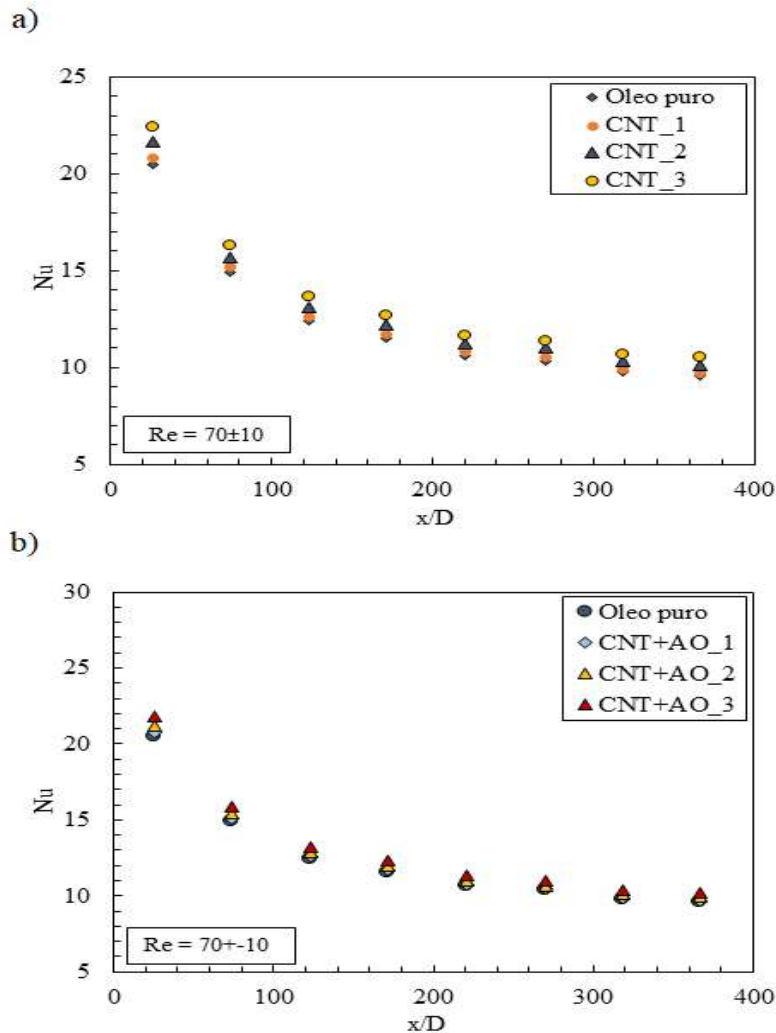 a)
25
20
15
10
5
Nu
Oleo puro
CNT_1
CNT_2
CNT_3
Re = 70±10
0 100 200 300 400
x/D
b)
30
25
20
15
10
5
Nu
Oleo puro
CNT+AO_1
CNT+AO_2
CNT+AO_3
Re = 70+-10
0 100 200 300 400
x/D